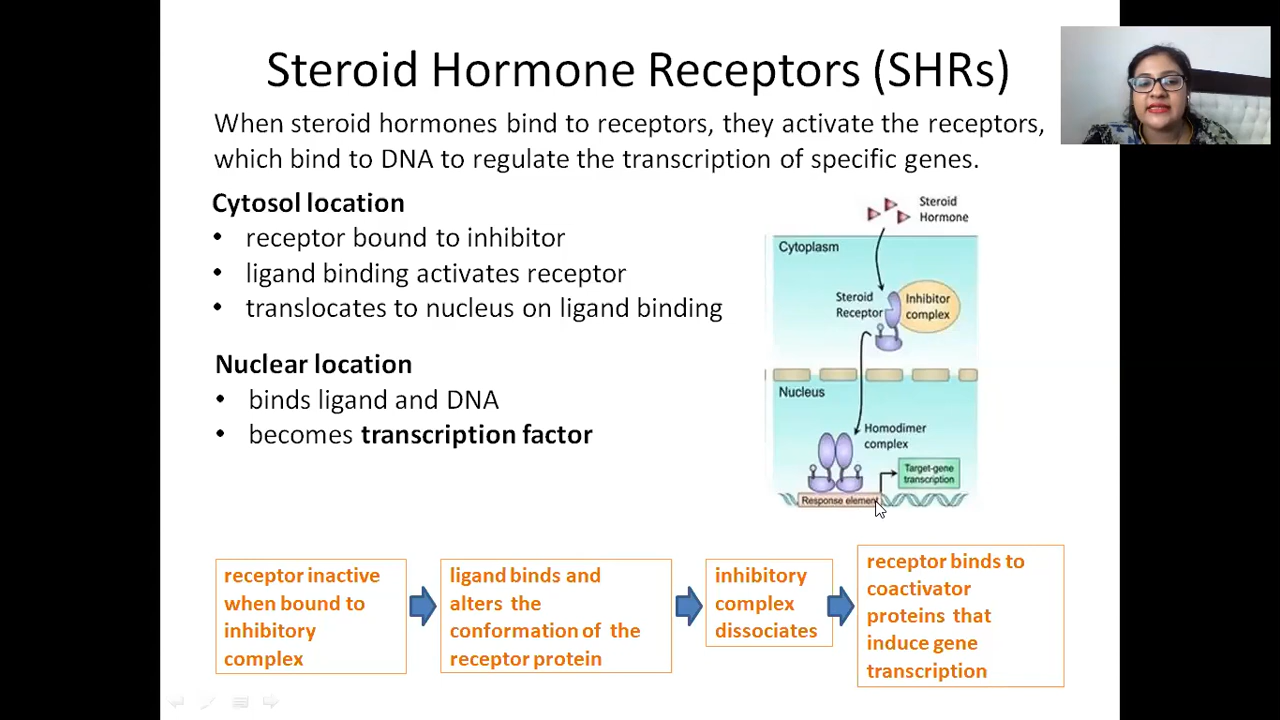 Steroid Hormone Receptors (SHRs)
When steroid hormones bind to receptors, they activate the receptors,
which bind to DNA to regulate the transcription of specific genes.
Cytosol location
• receptor bound to inhibitor
• ligand binding activates receptor
• translocates to nucleus on ligand binding
Nuclear location
• binds ligand and DNA
• becomes transcription factor
Steroid
Hormone
Cytoplasm
Steroid
Receptor
Inhibitor
complex
Nucleus
Homodimer
complex
Target-gene
transcription
Response element
receptor inactive
when bound to
inhibitory
complex
ligand binds and
alters the
conformation of the
receptor protein
inhibitory
complex
dissociates
receptor binds to
coactivator
proteins that
induce gene
transcription